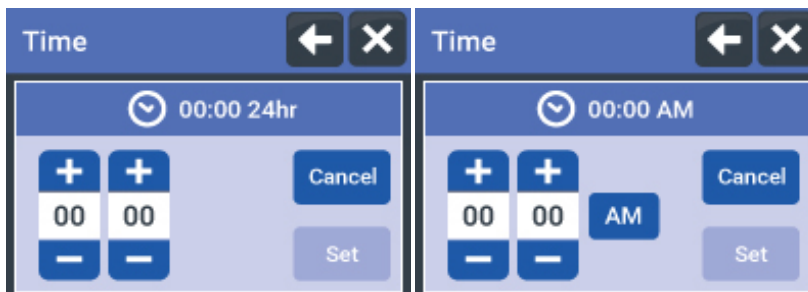 Time
00:00 24hr
+ +
00 00
− −
Cancel
Set
Time
00:00 AM
+ +
00 00 AM
− −
Cancel
Set